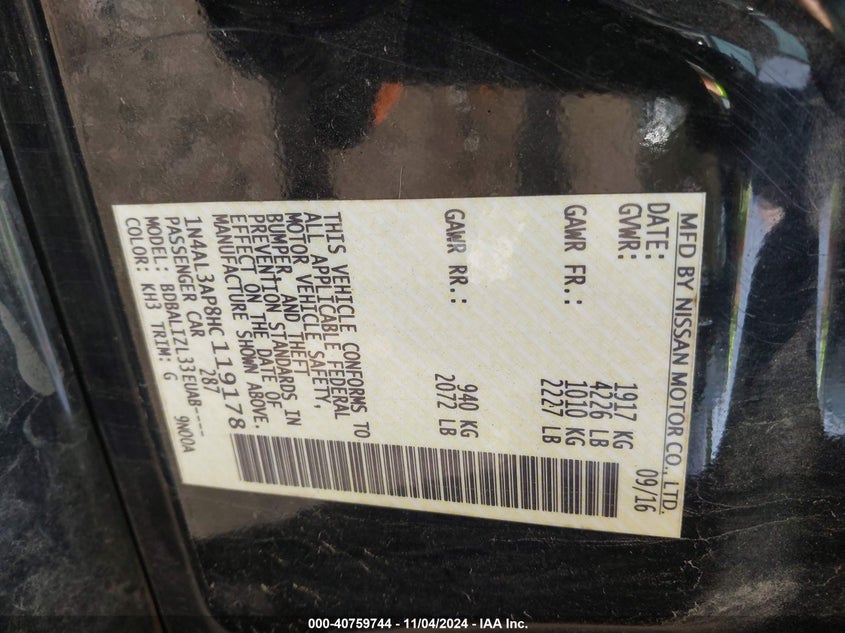 MFD BY NISSAN MOTOR CO., LTD.
DATE: 09/16
GVWR: 1917 KG
4226 LB
GAWR FR.: 1010 KG
2227 LB
GAWR RR.: 940 KG
2072 LB
THIS VEHICLE CONFORMS TO
ALL APPLICABLE FEDERAL
MOTOR VEHICLE SAFETY,
BUMPER, AND THEFT
PREVENTION STANDARDS IN
EFFECT ON THE DATE OF
MANUFACTURE SHOWN ABOVE.
1N4AL3AP8HC119178
PASSENGER CAR 287
MODEL: BDBALIZL33EUAB---- 9N00A
COLOR: KH3 TRIM: G
000-40759744 - 11/04/2024 - IAA Inc.